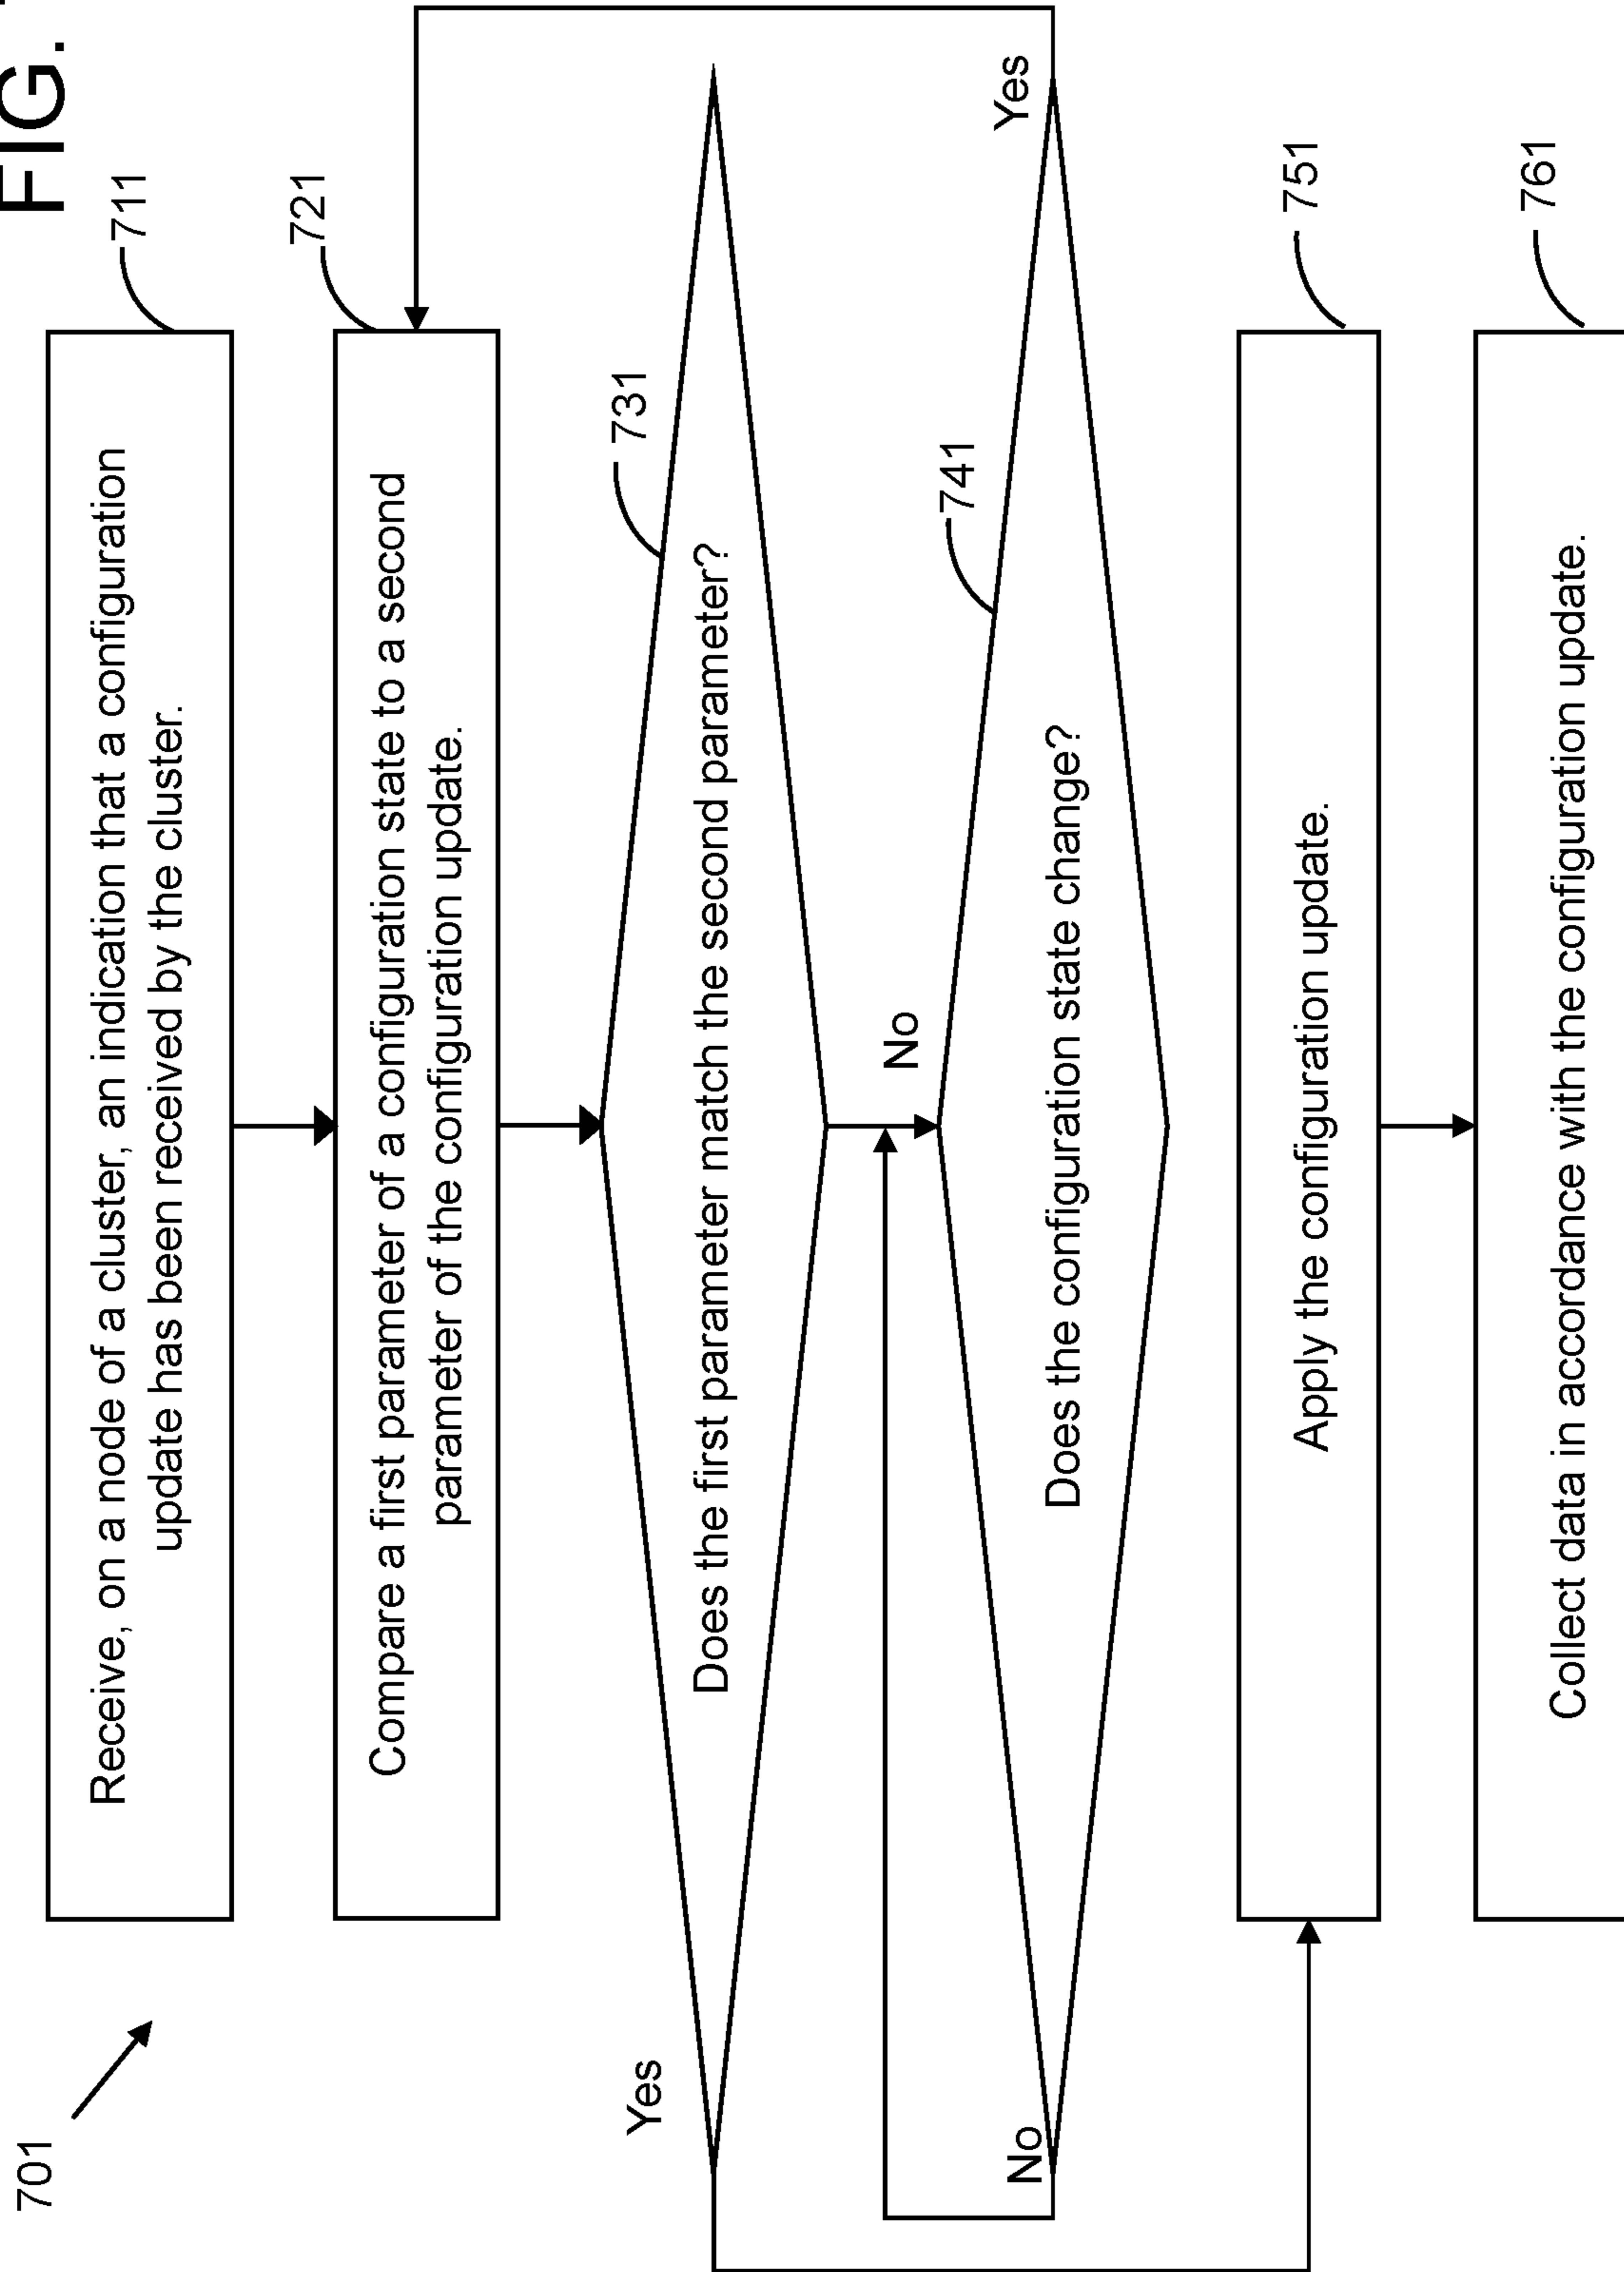 FIG.
701
711
Receive, on a node of a cluster, an indication that a configuration
update has been received by the cluster.
721
Compare a first parameter of a configuration state to a second
parameter of the configuration update.
731
Yes
Does the first parameter match the second parameter?
No
741
No
Does the configuration state change?
Yes
751
Apply the configuration update.
761
Collect data in accordance with the configuration update.